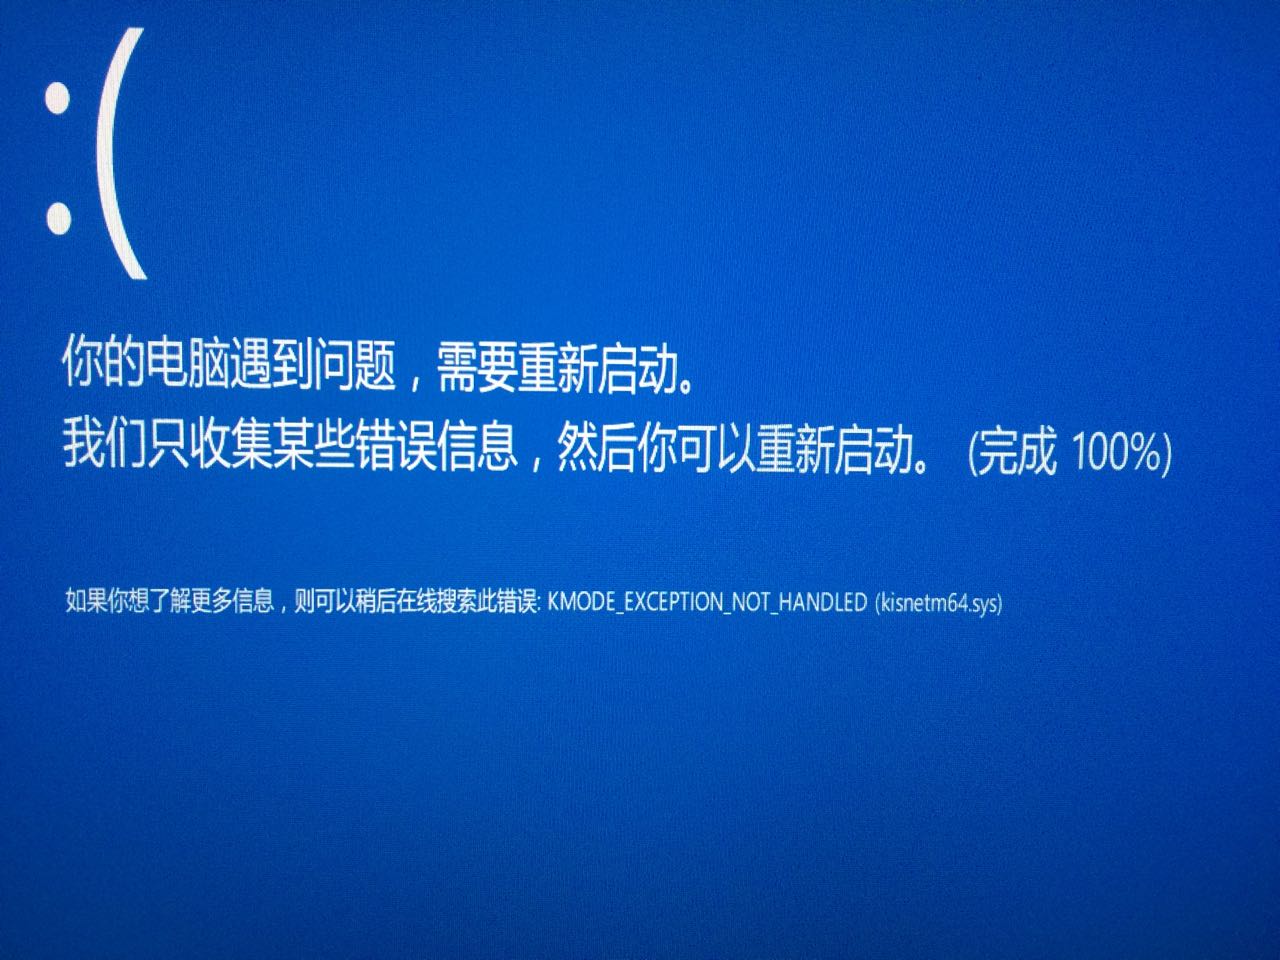 :(
你的电脑遇到问题，需要重新启动。
我们只收集某些错误信息，然后你可以重新启动。 (完成 100%)
如果你想了解更多信息，则可以稍后在线搜索此错误: KMODE_EXCEPTION_NOT_HANDLED (kisnetm64.sys)